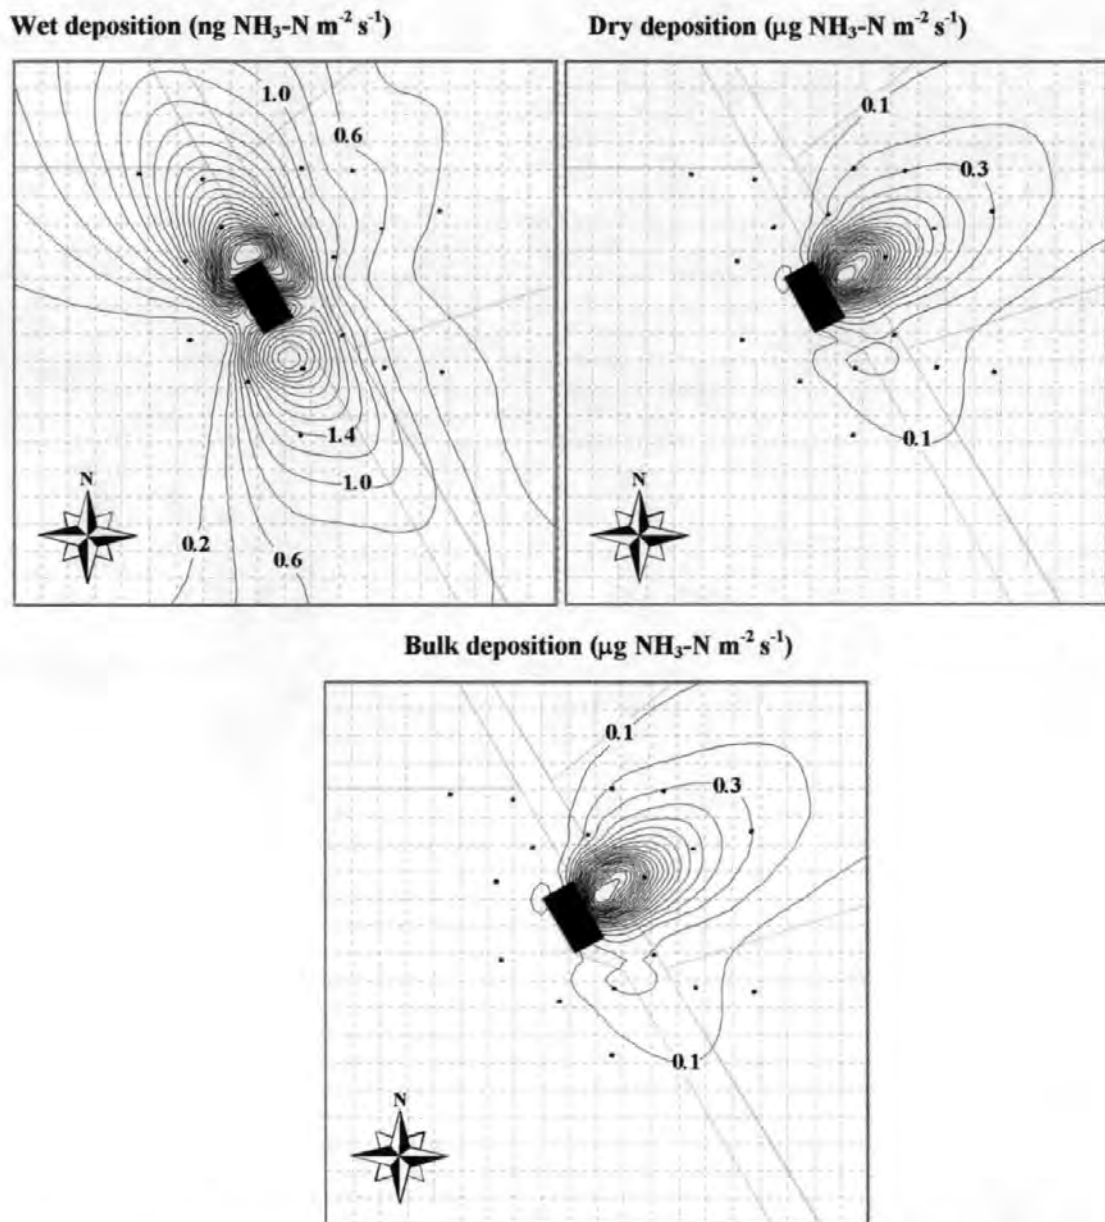 Wet deposition (ng NH₃-N m⁻² s⁻¹)
Dry deposition (µg NH₃-N m⁻² s⁻¹)
1.0
0.6
1.4
1.0
0.2
0.6
N
0.1
0.3
0.1
N
Bulk deposition (µg NH₃-N m⁻² s⁻¹)
0.1
0.3
0.1
N